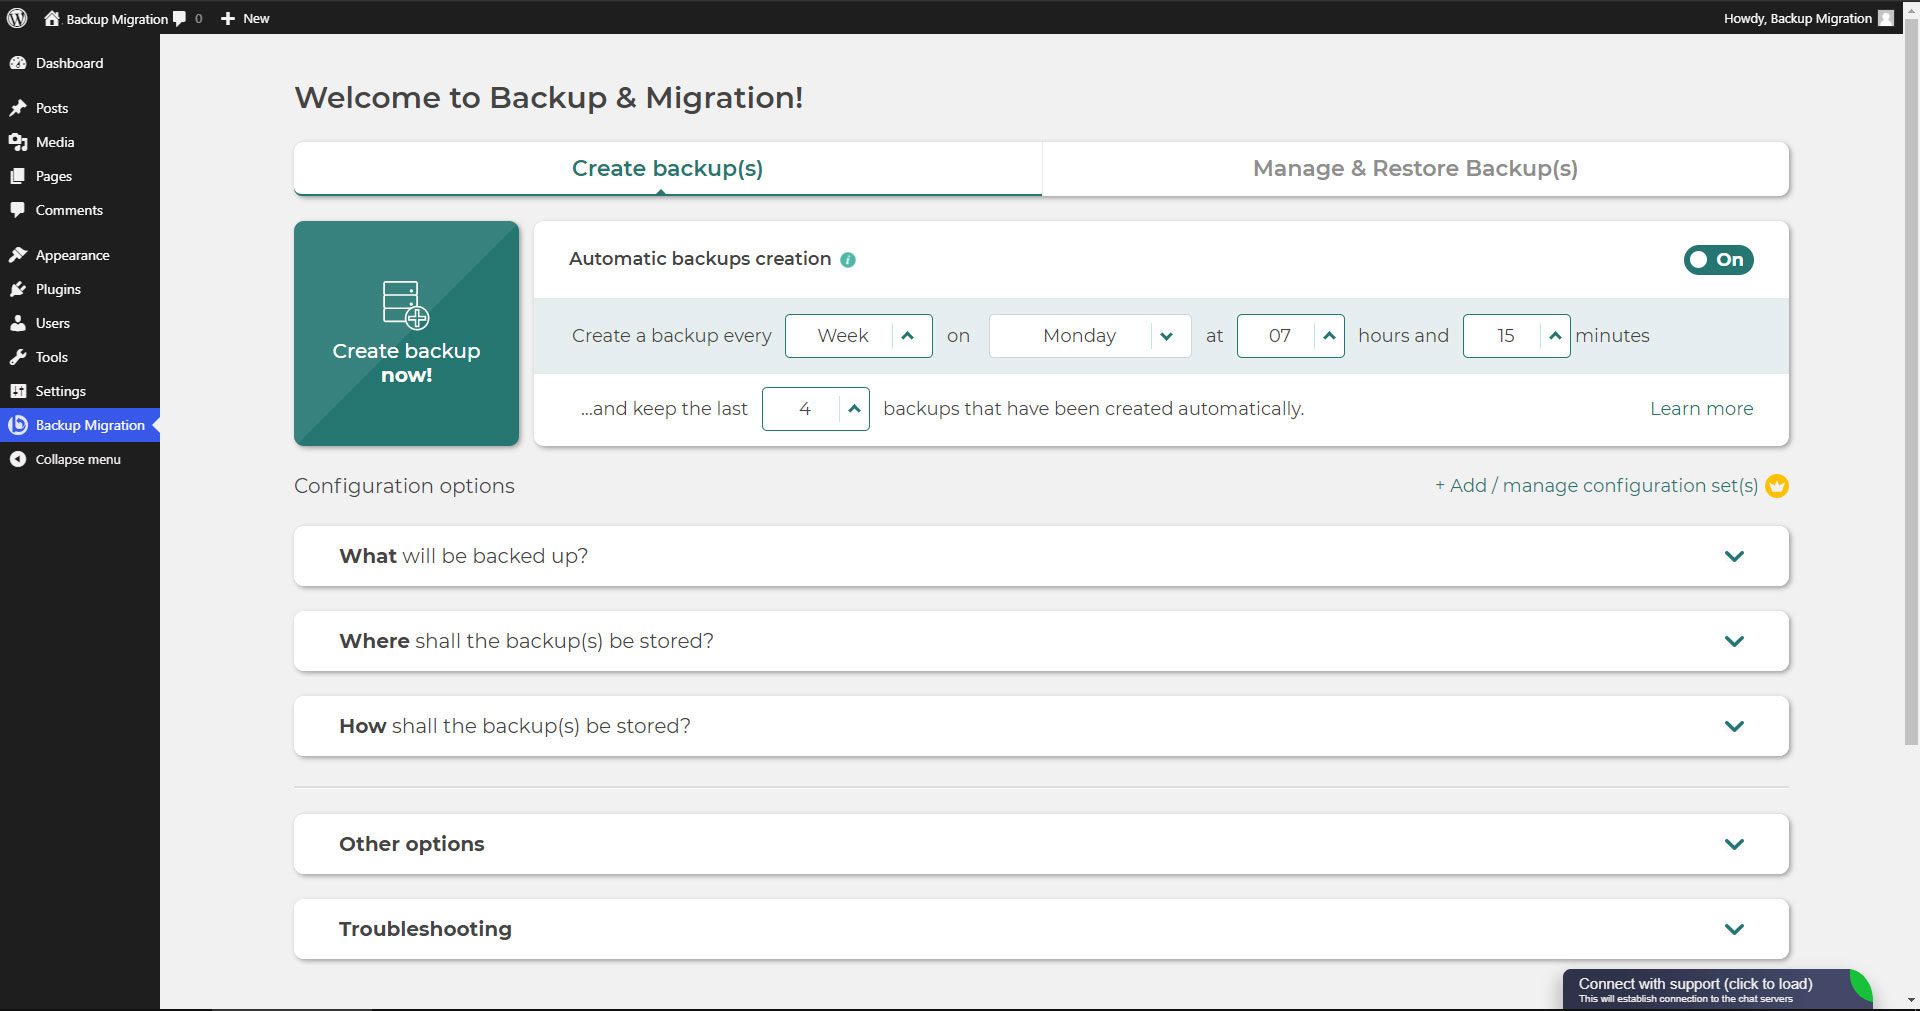 Backup Migration 0 New
Howdy, Backup Migration
Dashboard
Posts
Media
Pages
Comments
Appearance
Plugins
Users
Tools
Settings
Backup Migration
Collapse menu
Welcome to Backup & Migration!
Create backup(s)
Manage & Restore Backup(s)
Create backup
now!
Automatic backups creation i
On
Create a backup every Week on Monday at 07 hours and 15 minutes
...and keep the last 4 backups that have been created automatically.
Learn more
Configuration options
+ Add / manage configuration set(s)
What will be backed up?
Where shall the backup(s) be stored?
How shall the backup(s) be stored?
Other options
Troubleshooting
Connect with support (click to load)
This will establish connection to the chat servers